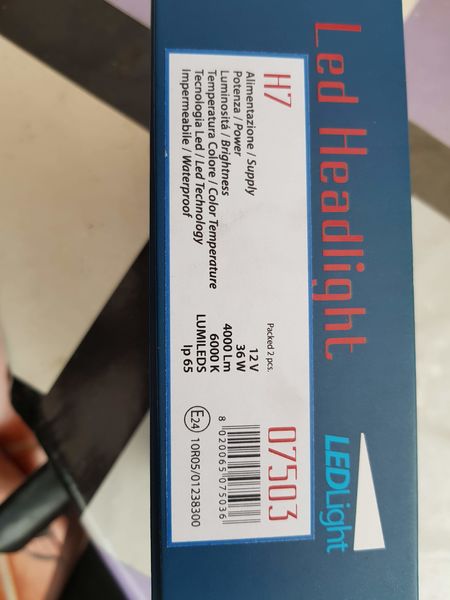 Led Headlight
LEDLight
H7
07503
Packed 2 pcs.
Alimentazione / Supply 12 V
Potenza / Power 36 W
Luminositá / Brightness 4000 Lm
Temperatura Colore / Color Temperature 6000 K
Tecnologia Led / Led Technology LUMILEDS
Impermeabile / Waterproof Ip 65
8 020065 075036
E24 10R05/01238300